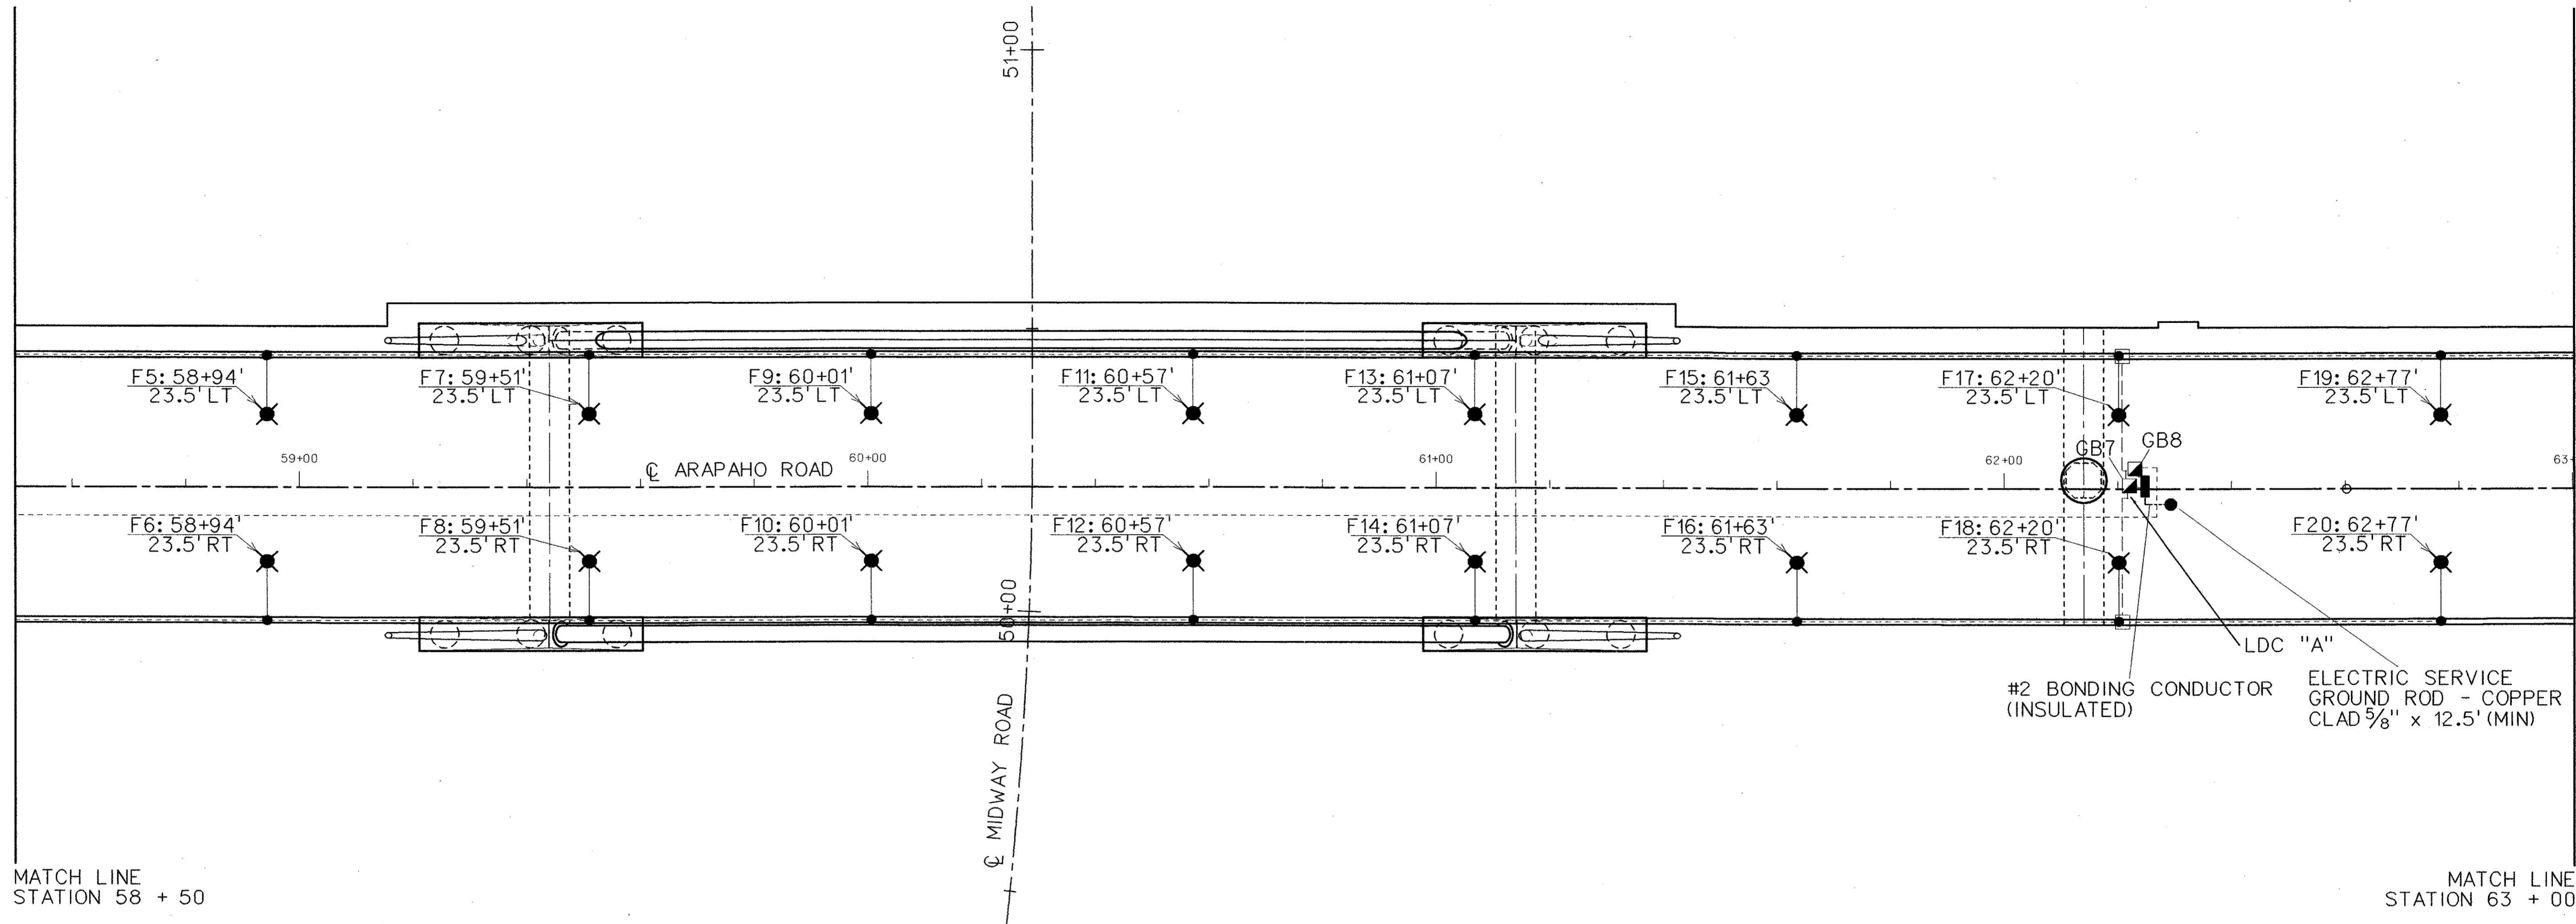 51+00
F5: 58+94'
23.5'LT
F7: 59+51'
23.5'LT
F9: 60+01'
23.5'LT
F11: 60+57'
23.5'LT
F13: 61+07'
23.5'LT
F15: 61+63
23.5'LT
F17: 62+20'
23.5'LT
F19: 62+77'
23.5'LT
59+00
℄ ARAPAHO ROAD
60+00
61+00
62+00
GB7
GB8
63+
F6: 58+94'
23.5'RT
F8: 59+51'
23.5'RT
F10: 60+01'
23.5'RT
F12: 60+57'
23.5'RT
F14: 61+07'
23.5'RT
F16: 61+63'
23.5'RT
F18: 62+20'
23.5'RT
F20: 62+77'
23.5'RT
50+00
℄ MIDWAY ROAD
LDC "A"
#2 BONDING CONDUCTOR
(INSULATED)
ELECTRIC SERVICE
GROUND ROD - COPPER
CLAD 5/8" x 12.5' (MIN)
MATCH LINE
STATION 58 + 50
MATCH LINE
STATION 63 + 00